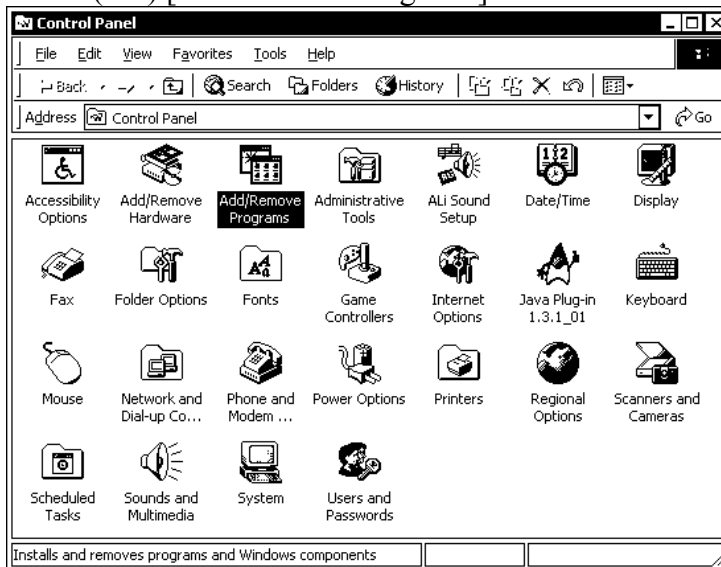 Control Panel
File Edit View Favorites Tools Help
Back Search Folders History
Address Control Panel Go
Accessibility Options
Add/Remove Hardware
Add/Remove Programs
Administrative Tools
ALi Sound Setup
Date/Time
Display
Fax
Folder Options
Fonts
Game Controllers
Internet Options
Java Plug-in 1.3.1_01
Keyboard
Mouse
Network and Dial-up Co...
Phone and Modem ...
Power Options
Printers
Regional Options
Scanners and Cameras
Scheduled Tasks
Sounds and Multimedia
System
Users and Passwords
Installs and removes programs and Windows components